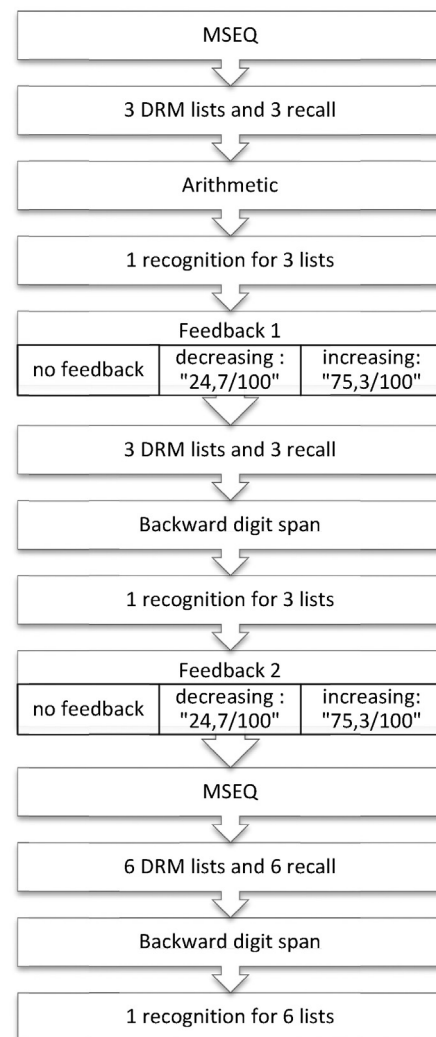 MSEQ
3 DRM lists and 3 recall
Arithmetic
1 recognition for 3 lists
Feedback 1
no feedback
decreasing :
"24,7/100"
increasing:
"75,3/100"
3 DRM lists and 3 recall
Backward digit span
1 recognition for 3 lists
Feedback 2
no feedback
decreasing :
"24,7/100"
increasing:
"75,3/100"
MSEQ
6 DRM lists and 6 recall
Backward digit span
1 recognition for 6 lists